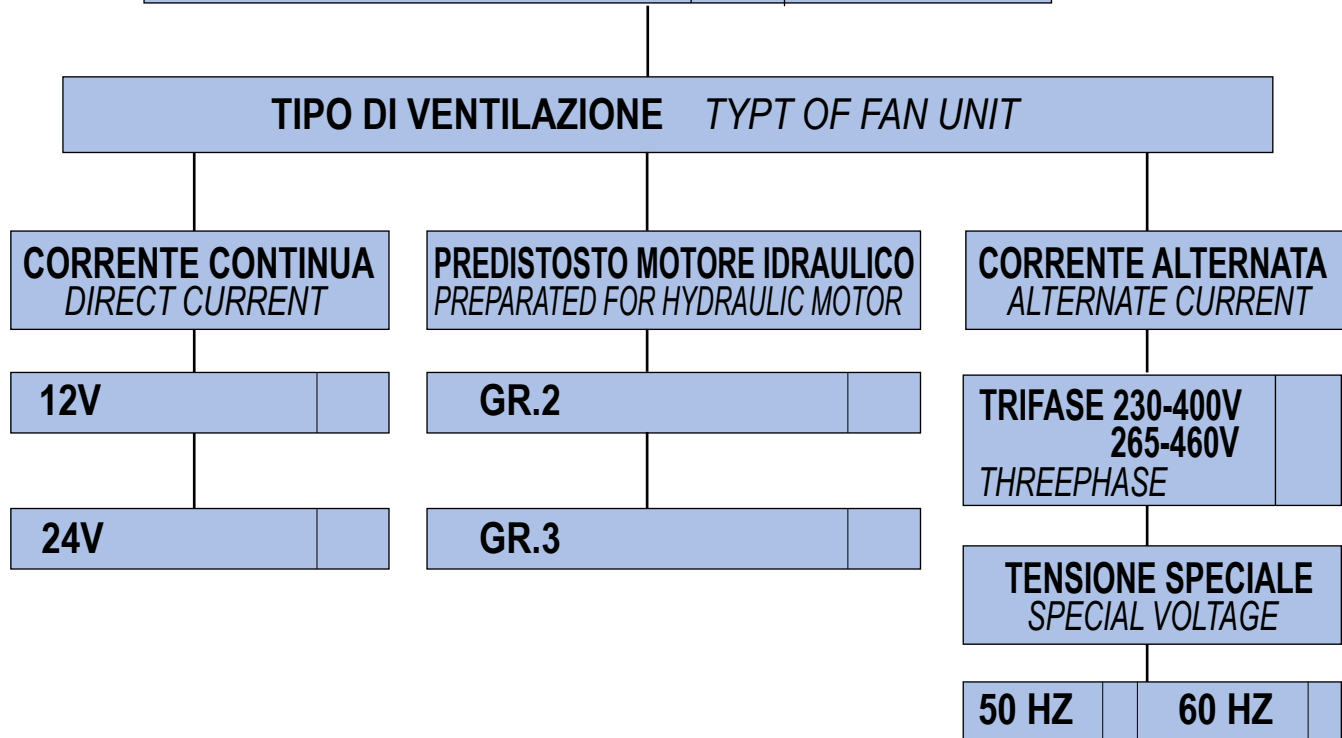 TIPO DI VENTILAZIONE TYPT OF FAN UNIT
CORRENTE CONTINUA
DIRECT CURRENT
PREDISTOSTO MOTORE IDRAULICO
PREPARATED FOR HYDRAULIC MOTOR
CORRENTE ALTERNATA
ALTERNATE CURRENT
12V
24V
GR.2
GR.3
TRIFASE 230-400V
265-460V
THREEPHASE
TENSIONE SPECIALE
SPECIAL VOLTAGE
50 HZ
60 HZ